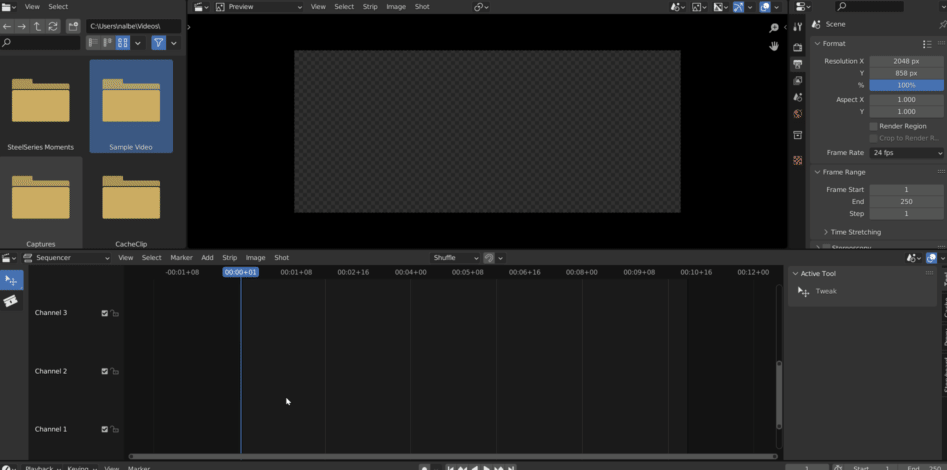 View Select
C:\Users\nalbe\Videos\
SteelSeries Moments
Sample Video
Captures
CacheClip
Preview View Select Strip Image Shot
Scene
Format
Resolution X 2048 px
Y 858 px
% 100%
Aspect X 1.000
Y 1.000
Render Region
Crop to Render R...
Frame Rate 24 fps
Frame Range
Frame Start 1
End 250
Step 1
Time Stretching
Sequencer View Select Marker Add Strip Image Shot Shuffle
-00:01+08 00:00+01 00:01+08 00:02+16 00:04+00 00:05+08 00:06+16 00:08+00 00:09+08 00:10+16 00:12+00
Channel 3
Channel 2
Channel 1
Active Tool
Tweak
Playback Keying View Marker
1 Start 1 End 250